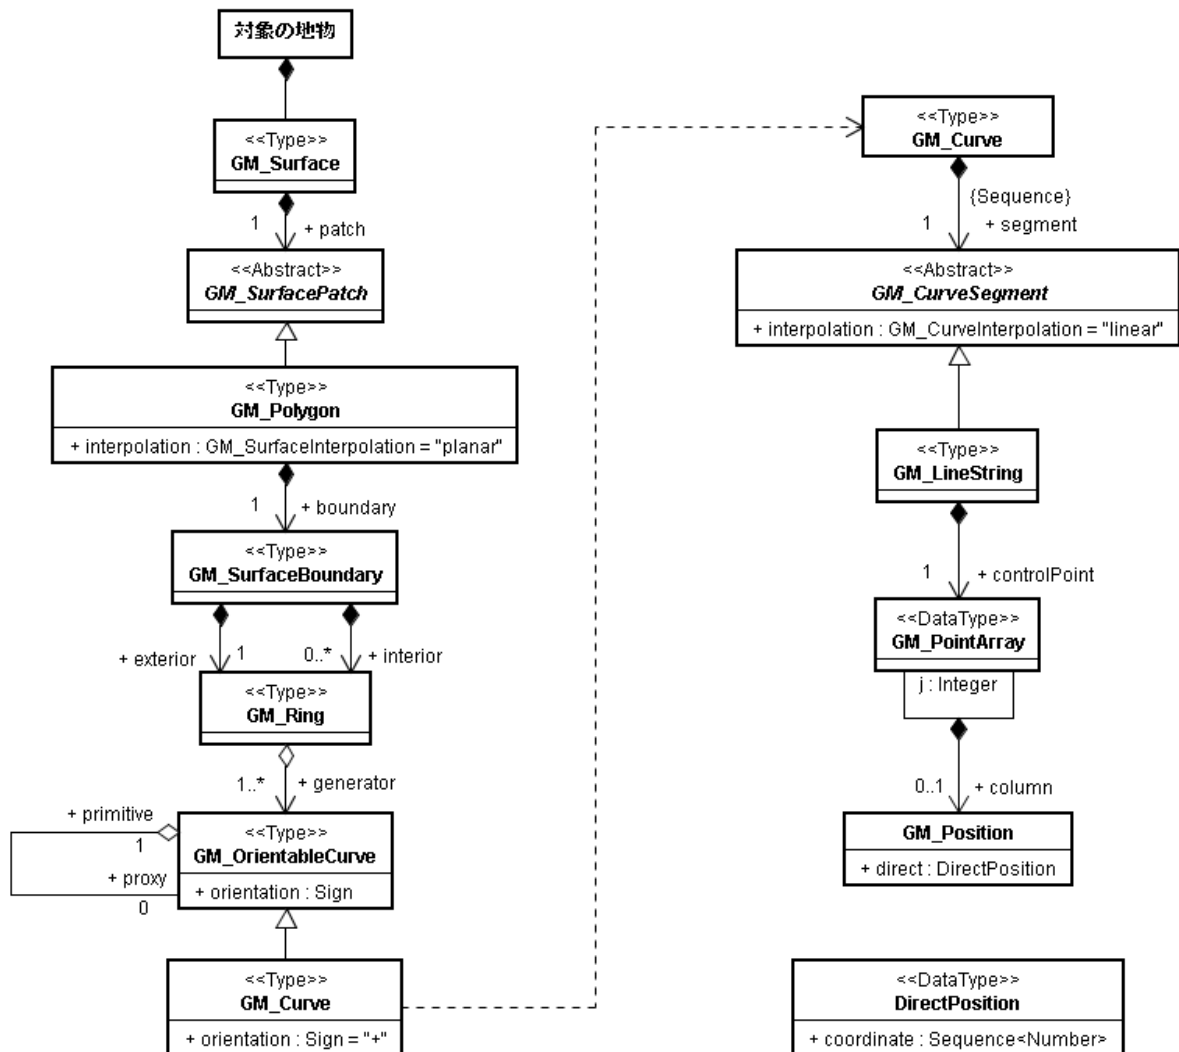 対象の地物
<<Type>>
GM_Surface
1
+ patch
<<Abstract>>
GM_SurfacePatch
<<Type>>
GM_Polygon
+ interpolation : GM_SurfaceInterpolation = "planar"
1
+ boundary
<<Type>>
GM_SurfaceBoundary
+ exterior
1
0..*
+ interior
<<Type>>
GM_Ring
1..*
+ generator
+ primitive
1
+ proxy
0
<<Type>>
GM_OrientableCurve
+ orientation : Sign
<<Type>>
GM_Curve
+ orientation : Sign = "+"
<<Type>>
GM_Curve
{Sequence}
1
+ segment
<<Abstract>>
GM_CurveSegment
+ interpolation : GM_CurveInterpolation = "linear"
<<Type>>
GM_LineString
1
+ controlPoint
<<DataType>>
GM_PointArray
j : Integer
0..1
+ column
GM_Position
+ direct : DirectPosition
<<DataType>>
DirectPosition
+ coordinate : Sequence<Number>